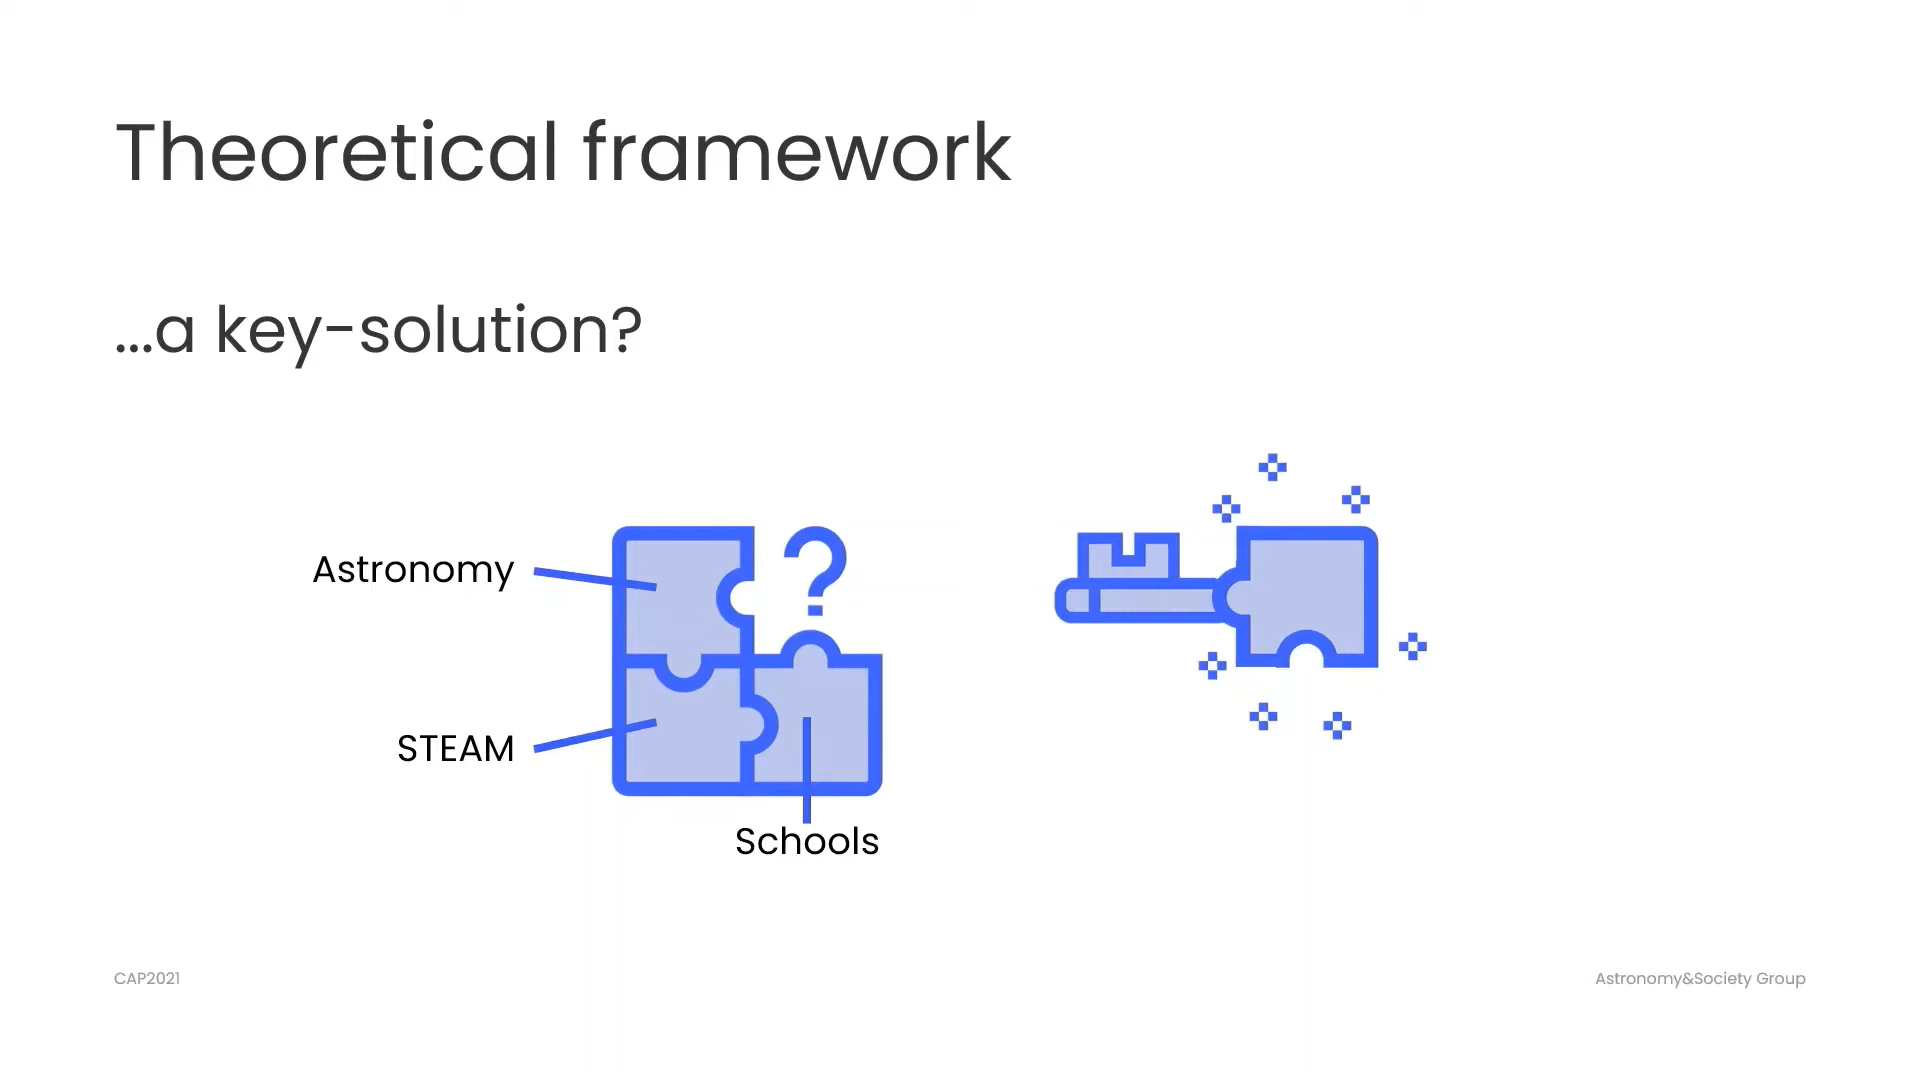 Theoretical framework
...a key-solution?
?
Astronomy
STEAM
Schools
CAP2021
Astronomy&Society Group